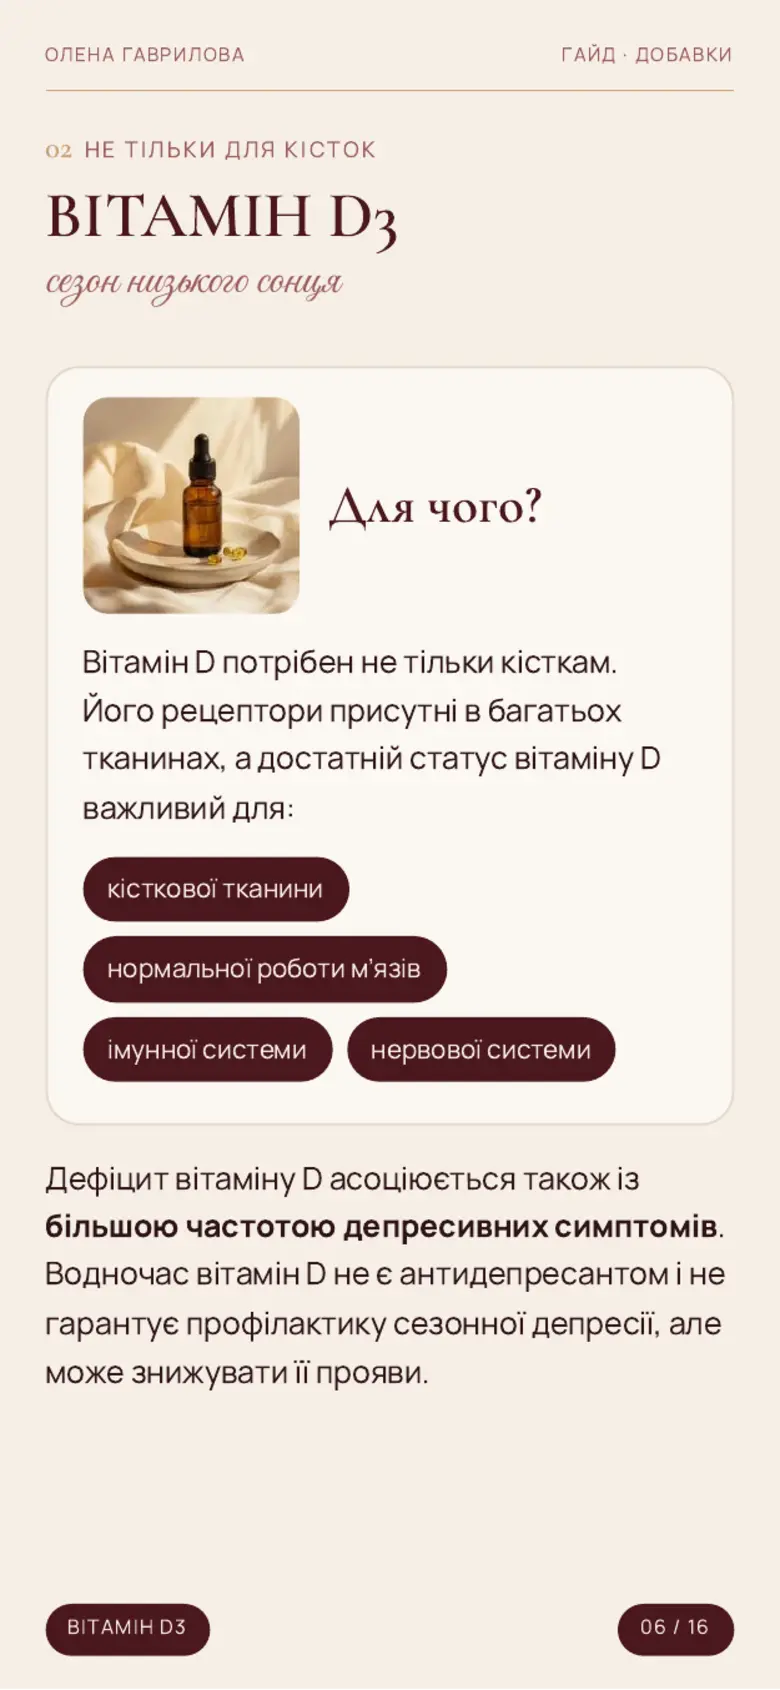 ОЛЕНА ГАВРИЛОВА
ГАЙД · ДОБАВКИ
02 НЕ ТІЛЬКИ ДЛЯ КІСТОК
ВІТАМІН D3
сезон низького сонця
Для чого?
Вітамін D потрібен не тільки кісткам.
Його рецептори присутні в багатьох
тканинах, а достатній статус вітаміну D
важливий для:
кісткової тканини
нормальної роботи м'язів
імунної системи
нервової системи
Дефіцит вітаміну D асоціюється також із
більшою частотою депресивних симптомів.
Водночас вітамін D не є антидепресантом і не
гарантує профілактику сезонної депресії, але
може знижувати її прояви.
ВІТАМІН D3
06 / 16